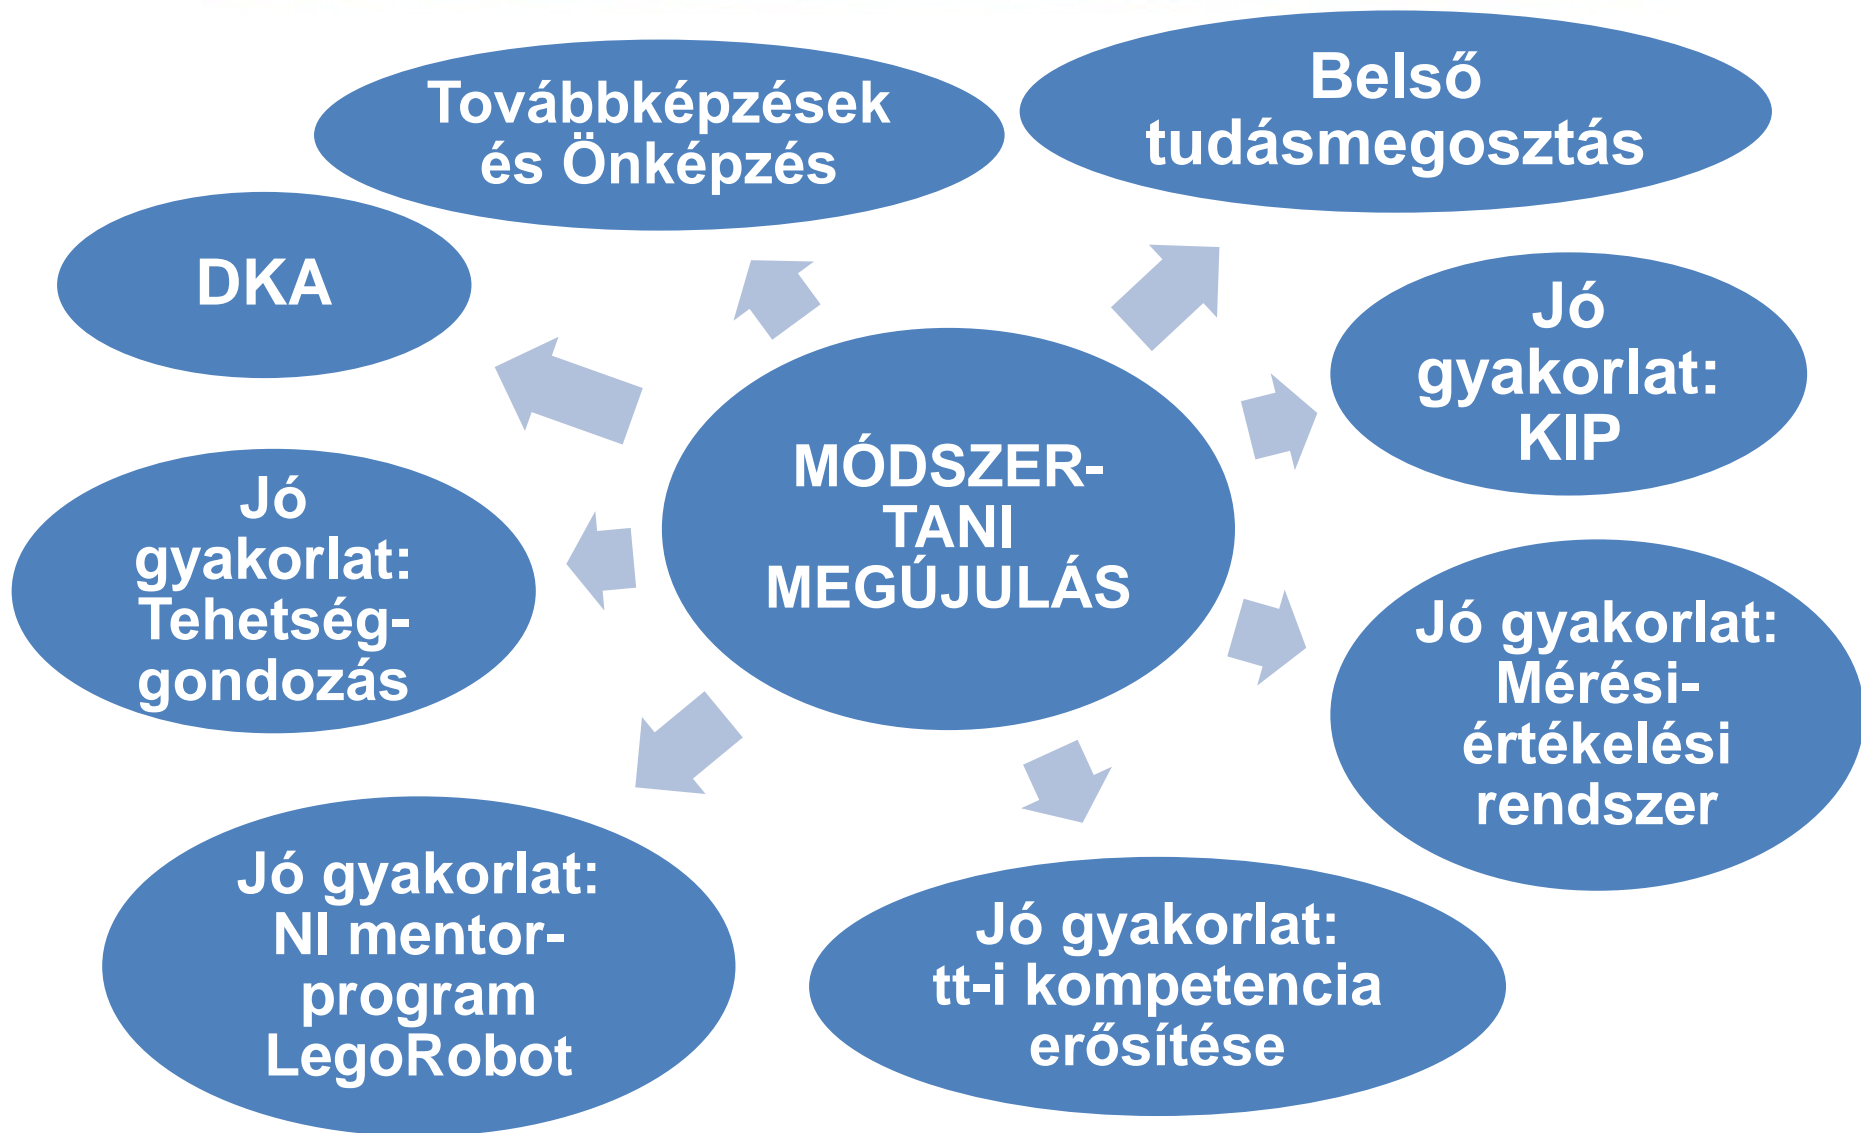 Továbbképzések
és Önképzés
Belső
tudásmegosztás
DKA
Jó
gyakorlat:
KIP
MÓDSZER-
TANI
MEGÚJULÁS
Jó
gyakorlat:
Tehetség-
gondozás
Jó gyakorlat:
Mérési-
értékelési
rendszer
Jó gyakorlat:
NI mentor-
program
LegoRobot
Jó gyakorlat:
tt-i kompetencia
erősítése